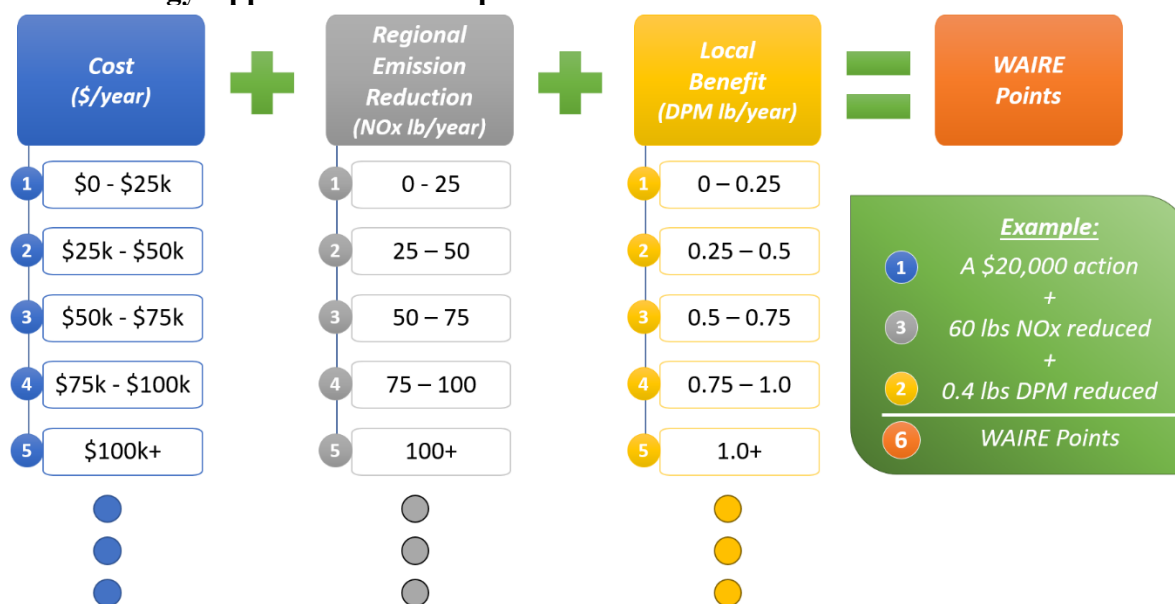 Cost
($/year)
Regional
Emission
Reduction
(NOx lb/year)
Local
Benefit
(DPM lb/year)
WAIRE
Points
1 $0 - $25k
2 $25k - $50k
3 $50k - $75k
4 $75k - $100k
5 $100k+
1 0 - 25
2 25 – 50
3 50 – 75
4 75 – 100
5 100+
1 0 – 0.25
2 0.25 – 0.5
3 0.5 – 0.75
4 0.75 – 1.0
5 1.0+
Example:
1 A $20,000 action
+
3 60 lbs NOx reduced
+
2 0.4 lbs DPM reduced
6 WAIRE Points